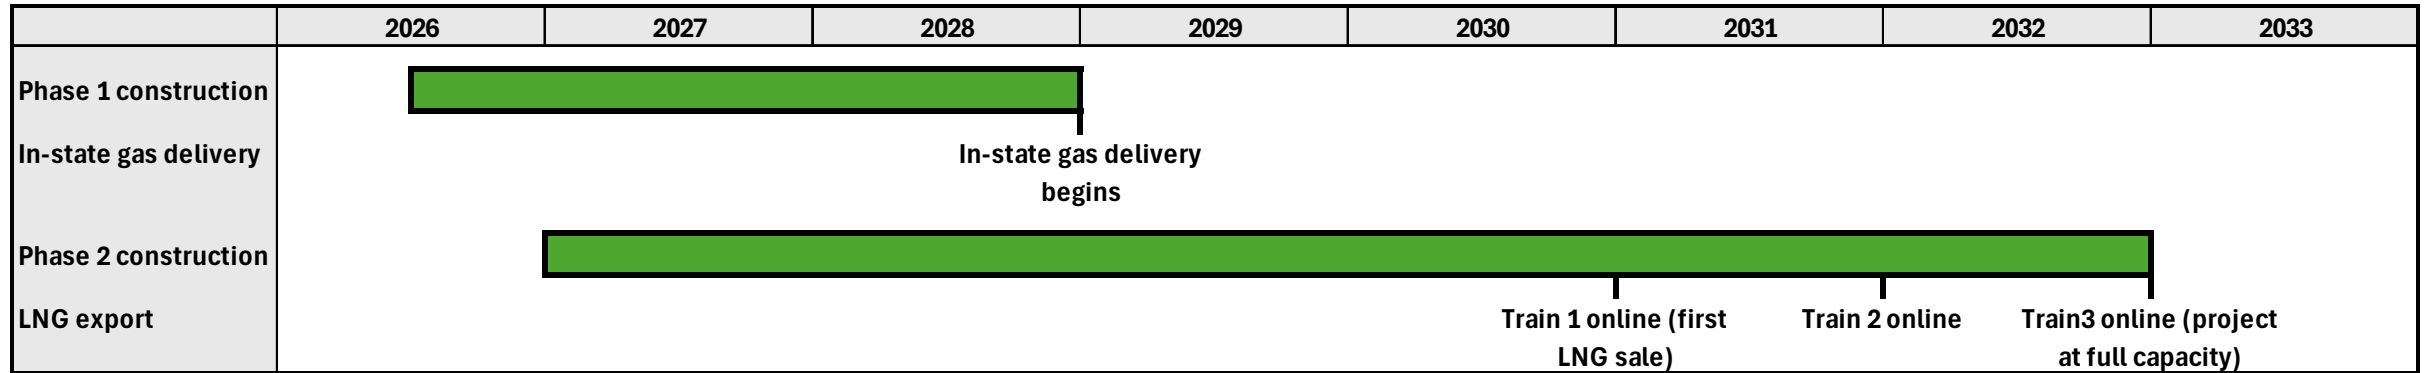 2026 2027 2028 2029 2030 2031 2032 2033
Phase 1 construction
In-state gas delivery
In-state gas delivery
begins
Phase 2 construction
LNG export
Train 1 online (first
LNG sale)
Train 2 online
Train3 online (project
at full capacity)